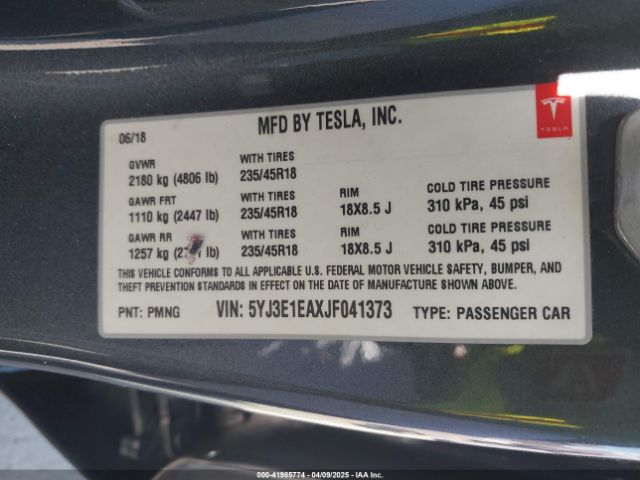 MFD BY TESLA, INC.
TESLA
06/18
GVWR WITH TIRES
2180 kg (4806 lb) 235/45R18
GAWR FRT WITH TIRES RIM COLD TIRE PRESSURE
1110 kg (2447 lb) 235/45R18 18X8.5 J 310 kPa, 45 psi
GAWR RR WITH TIRES RIM COLD TIRE PRESSURE
1257 kg lb) 235/45R18 18X8.5 J 310 kPa, 45 psi
THIS VEHICLE CONFORMS TO ALL APPLICABLE U.S. FEDERAL MOTOR VEHICLE SAFETY, BUMPER, AND
THEFT PREVENTION STANDARDS IN EFFECT ON THE DATE OF MANUFACTURE SHOWN ABOVE.
PNT: PMNG VIN: 5YJ3E1EAXJF041373 TYPE: PASSENGER CAR
000-41985774 - 04/09/2025 - IAA, Inc.